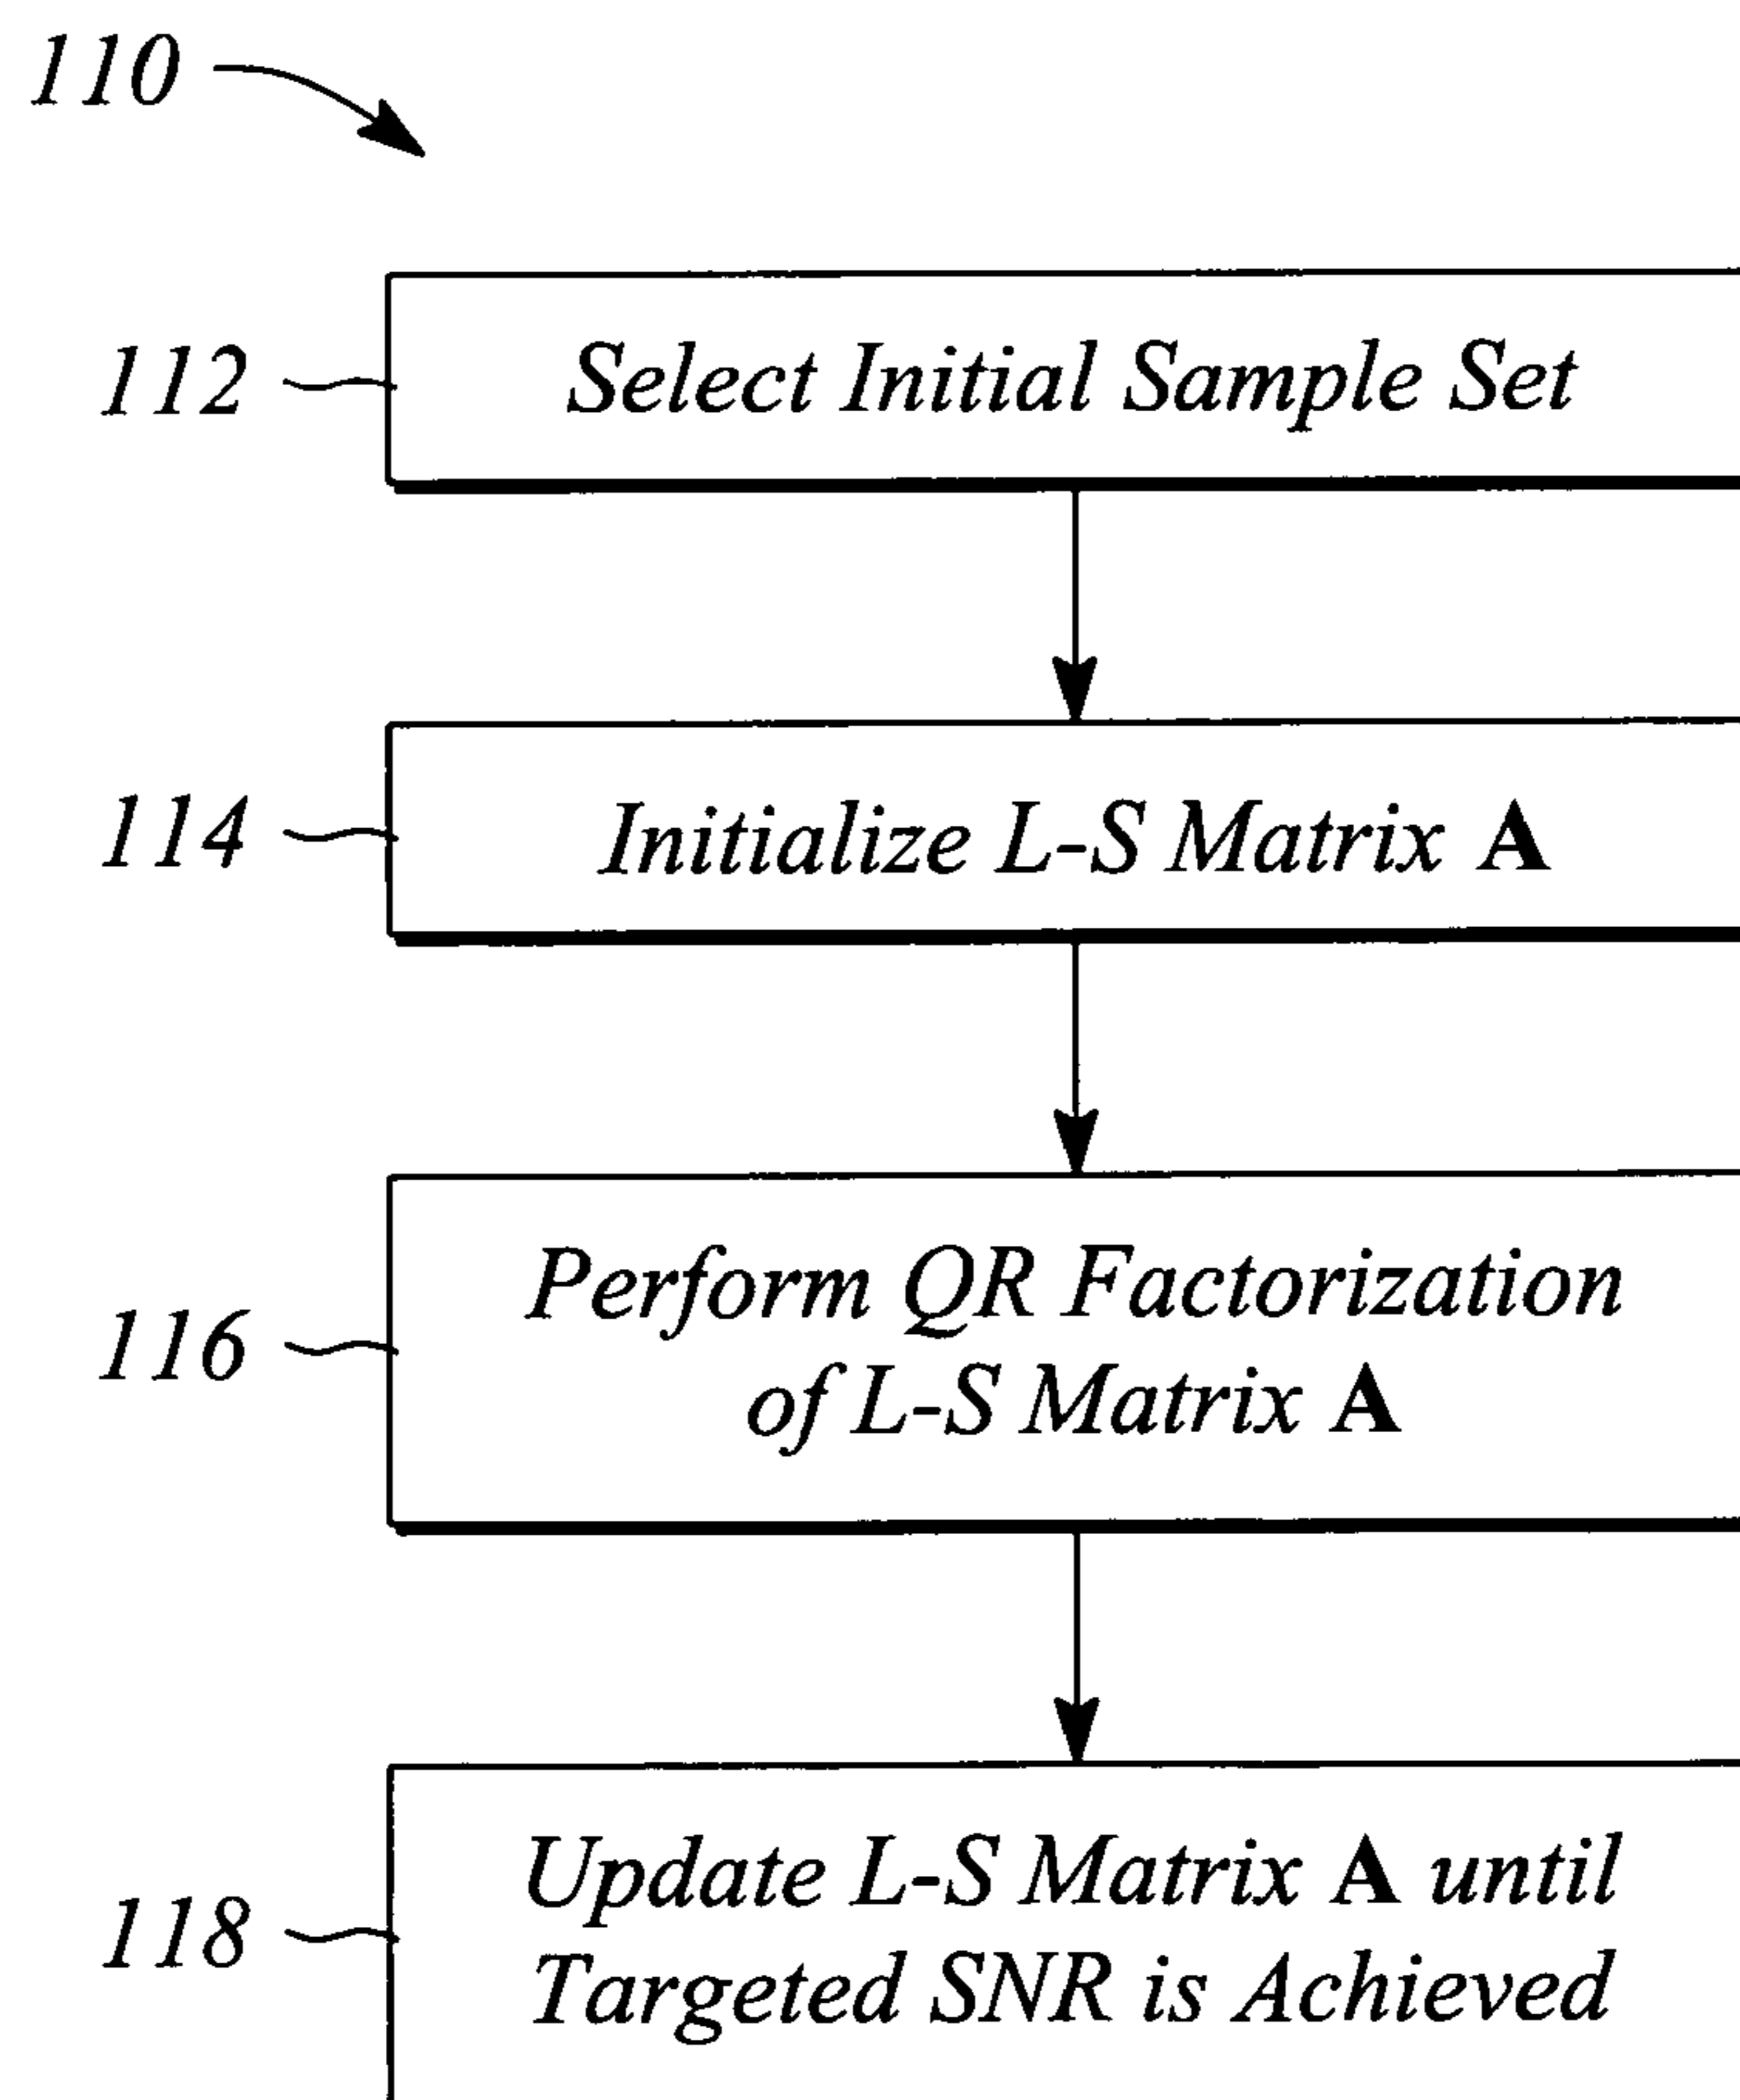 110
112
Select Initial Sample Set
114
Initialize L-S Matrix A
116
Perform QR Factorization
of L-S Matrix A
118
Update L-S Matrix A until
Targeted SNR is Achieved